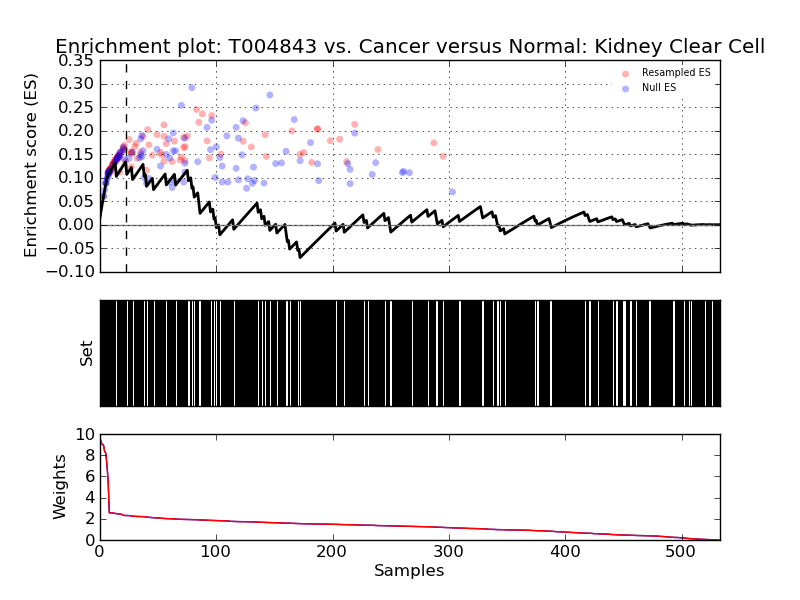 Enrichment plot: T004843 vs. Cancer versus Normal: Kidney Clear Cell
Enrichment score (ES)
0.35
0.30
0.25
0.20
0.15
0.10
0.05
0.00
−0.05
−0.10
Resampled ES
Null ES
Set
Weights
10
8
6
4
2
0
0 100 200 300 400 500
Samples